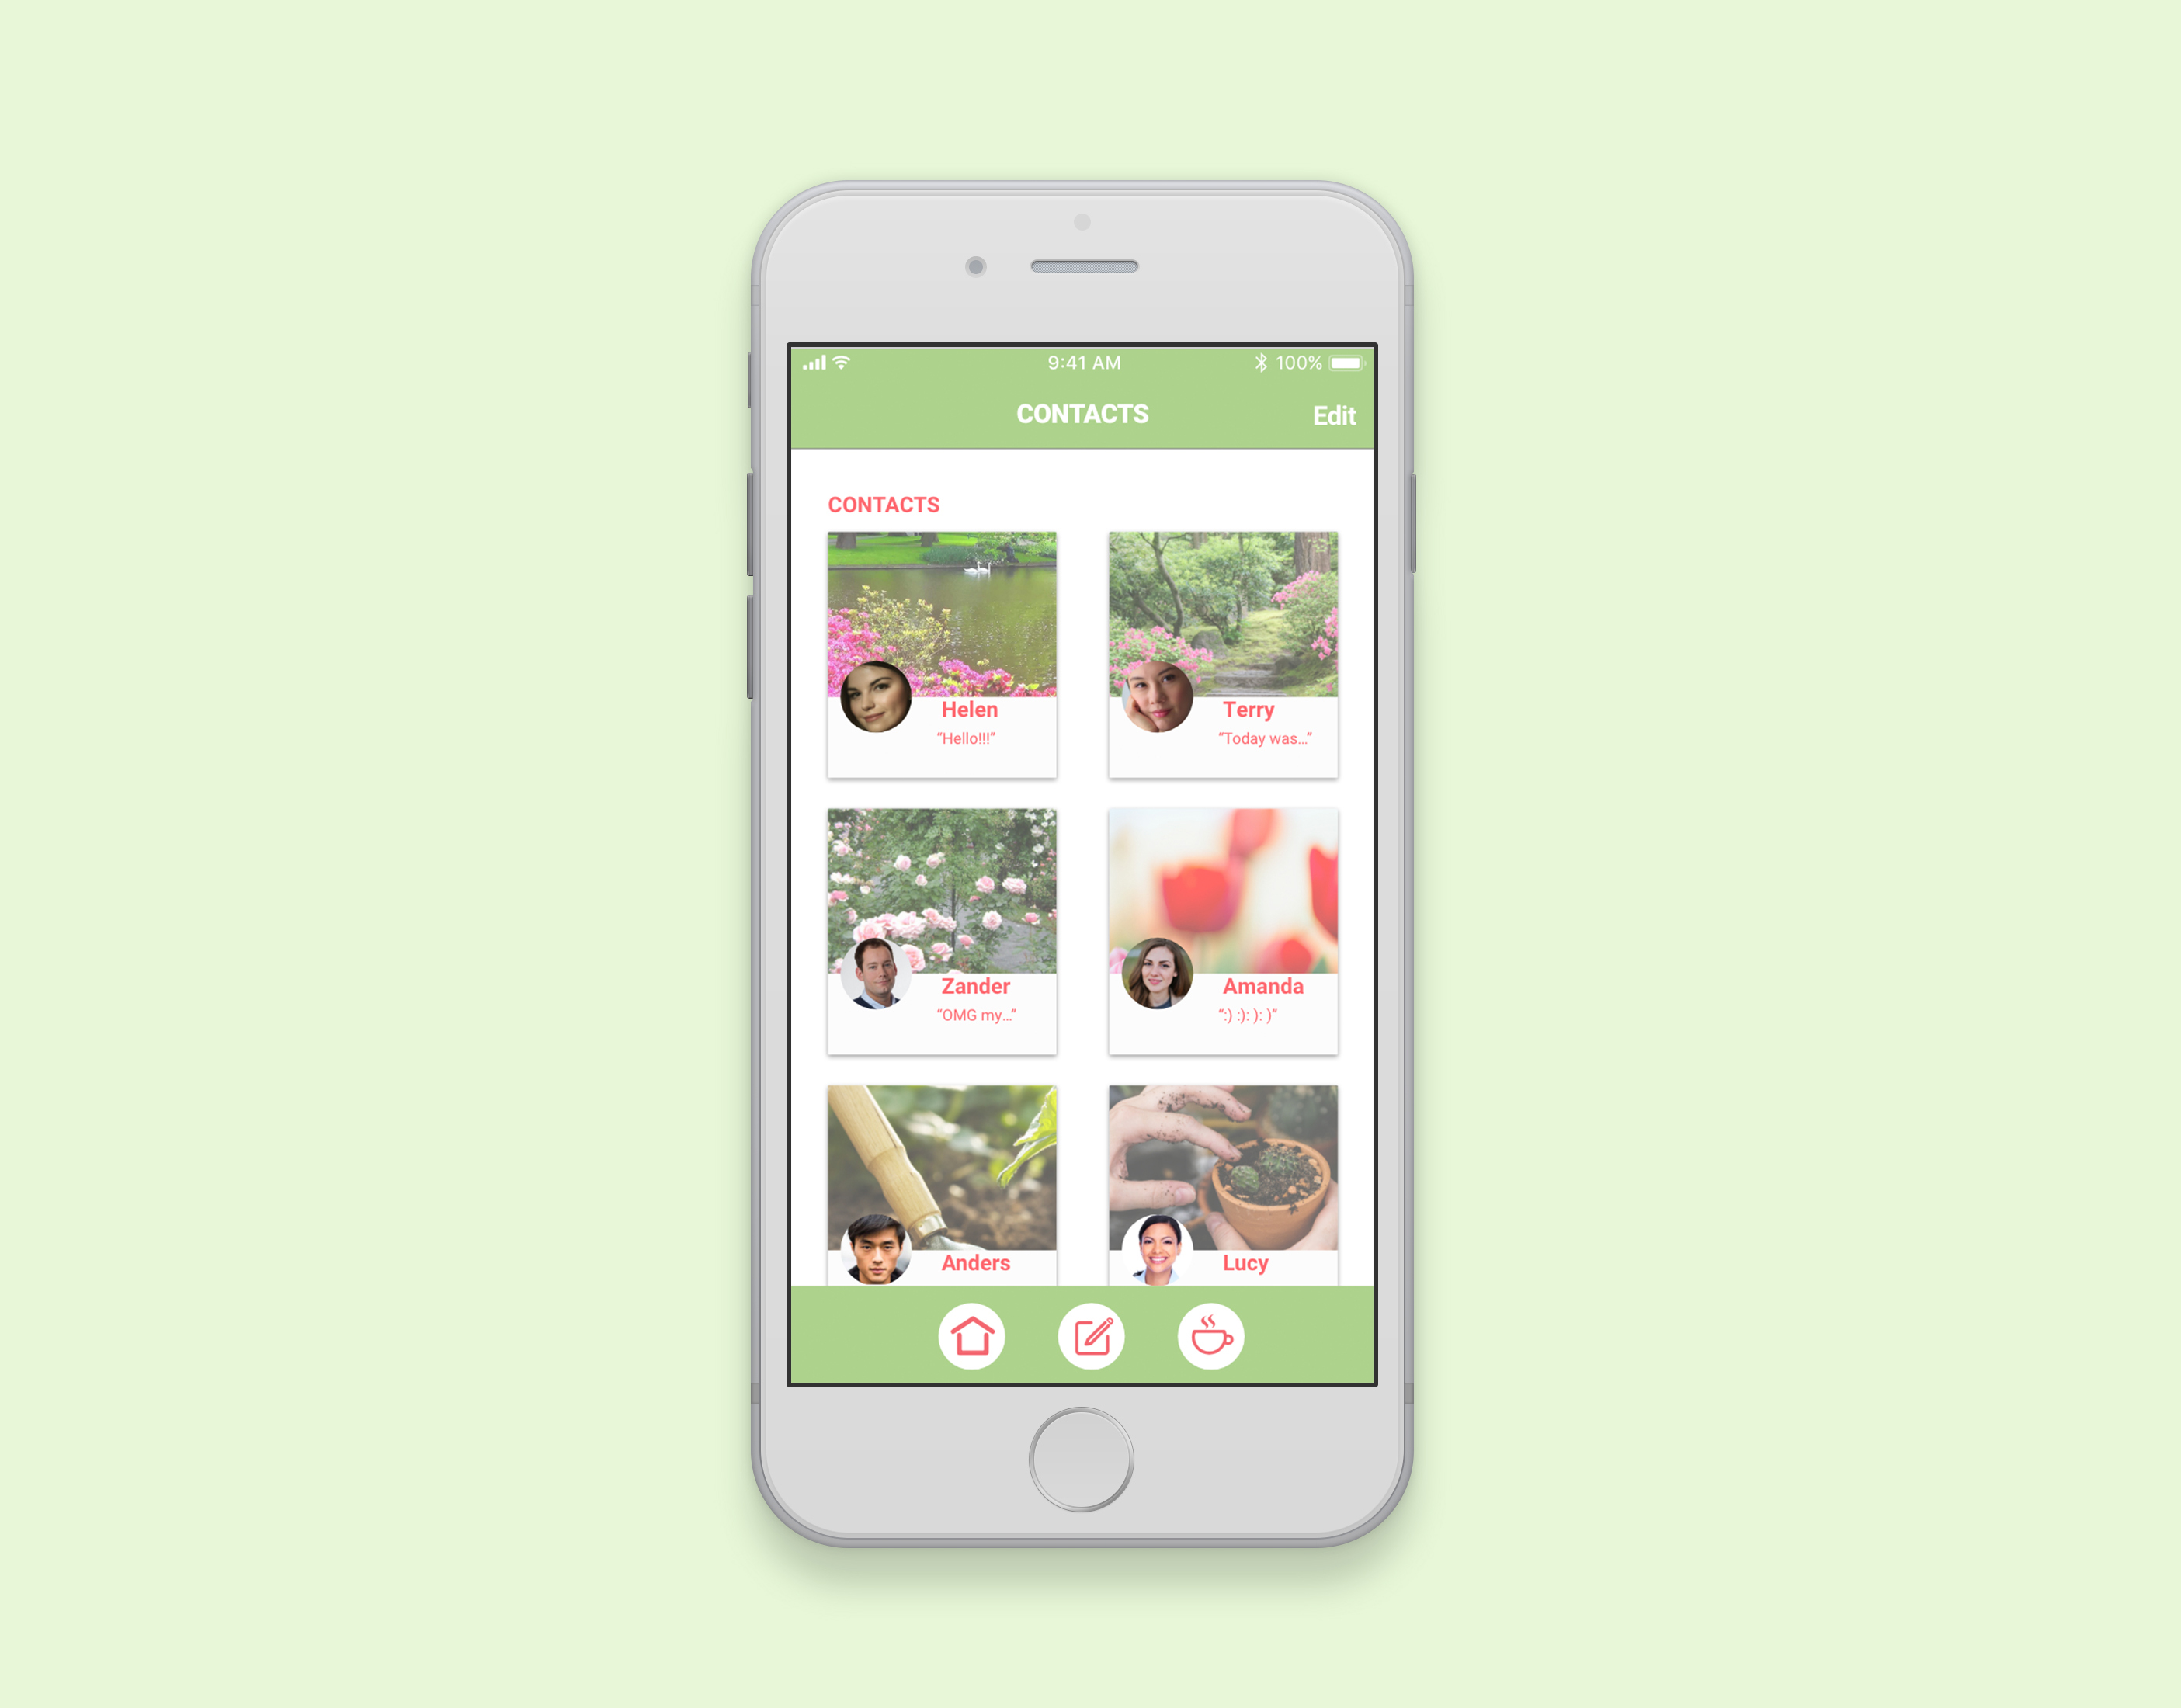 9:41 AM 100%
CONTACTS Edit
CONTACTS
Helen
"Hello!!!"
Terry
"Today was..."
Zander
"OMG my..."
Amanda
":) :): ): )"
Anders
Lucy